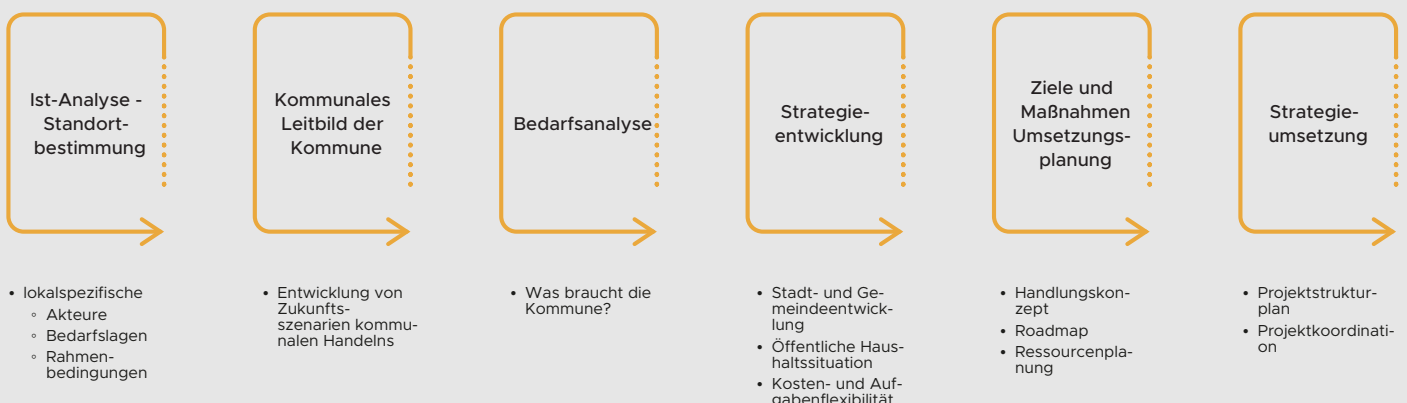 Ist-Analyse -
Standort-
bestimmung
Kommunales
Leitbild der
Kommune
Bedarfsanalyse
Strategie-
entwicklung
Ziele und
Maßnahmen
Umsetzungs-
planung
Strategie-
umsetzung
• lokalspezifische
◦ Akteure
◦ Bedarfslagen
◦ Rahmen-
bedingungen
• Entwicklung von
Zukunfts-
szenarien kommu-
nalen Handelns
• Was braucht die
Kommune?
• Stadt- und Ge-
meindeentwick-
lung
• Öffentliche Haus-
haltssituation
• Kosten- und Auf-
gabenflexibilität
• Handlungskon-
zept
• Roadmap
• Ressourcenpla-
nung
• Projektstruktur-
plan
• Projektkoordinati-
on